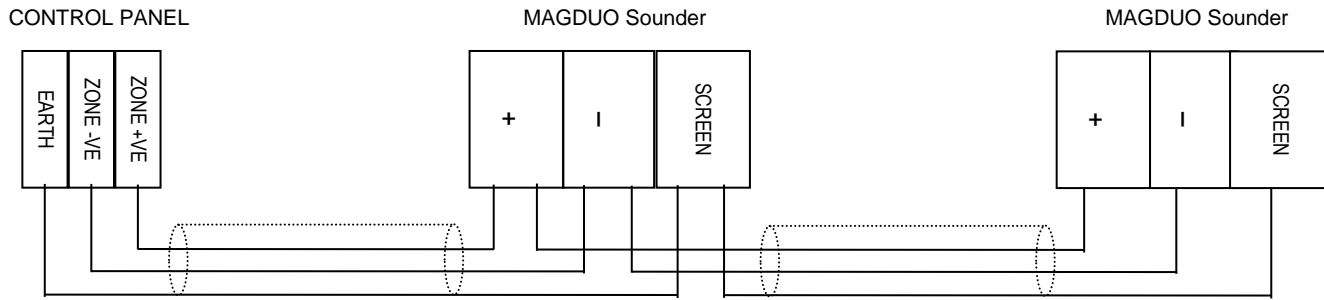 CONTROL PANEL
MAGDUO Sounder
MAGDUO Sounder
EARTH
ZONE -VE
ZONE +VE
+
–
SCREEN
+
–
SCREEN